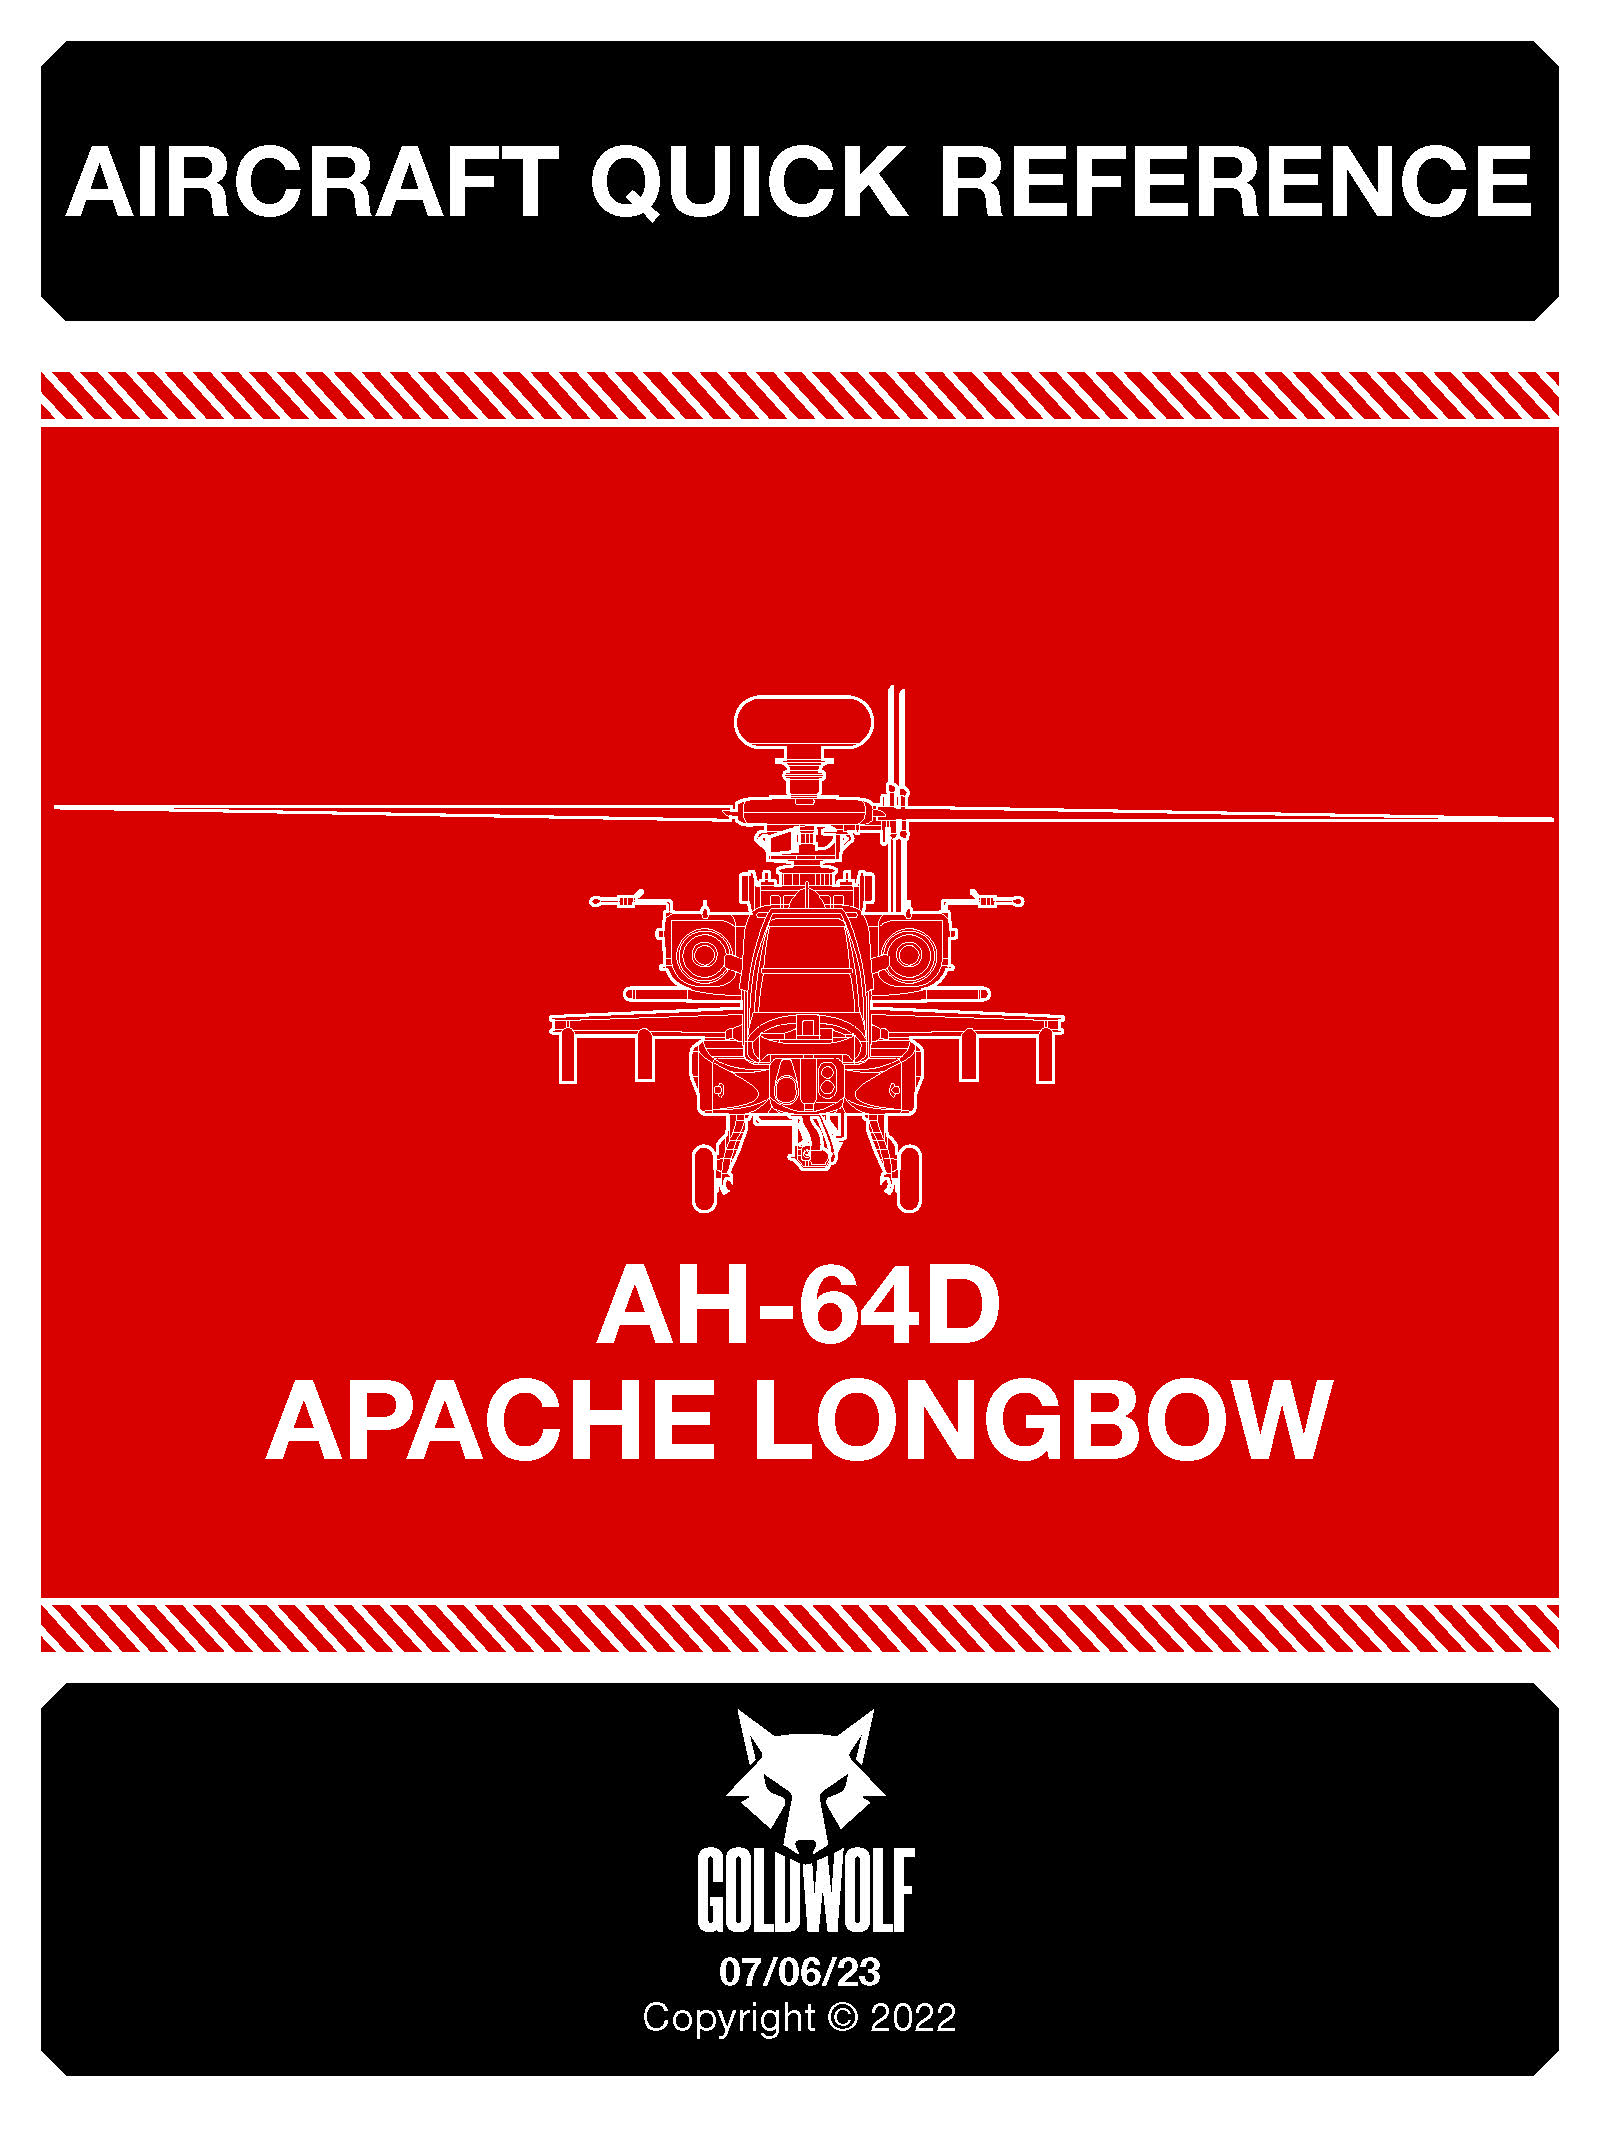 AIRCRAFT QUICK REFERENCE
AH-64D
APACHE LONGBOW
GOLDWOLF
07/06/23
Copyright © 2022